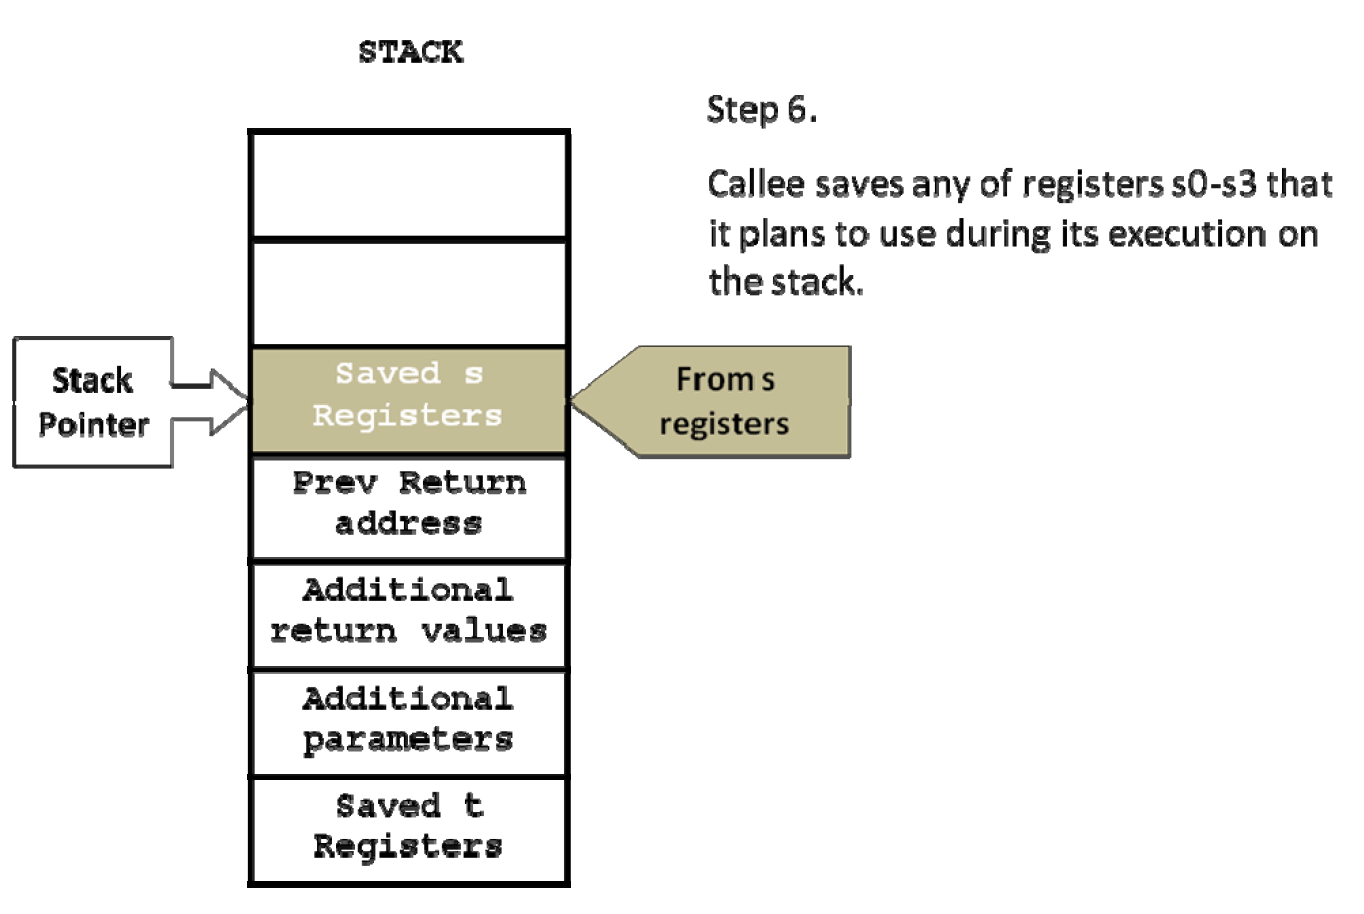 STACK
Step 6.
Callee saves any of registers s0-s3 that
it plans to use during its execution on
the stack.
Stack
Pointer
Saved s
Registers
From s
registers
Prev Return
address
Additional
return values
Additional
parameters
Saved t
Registers